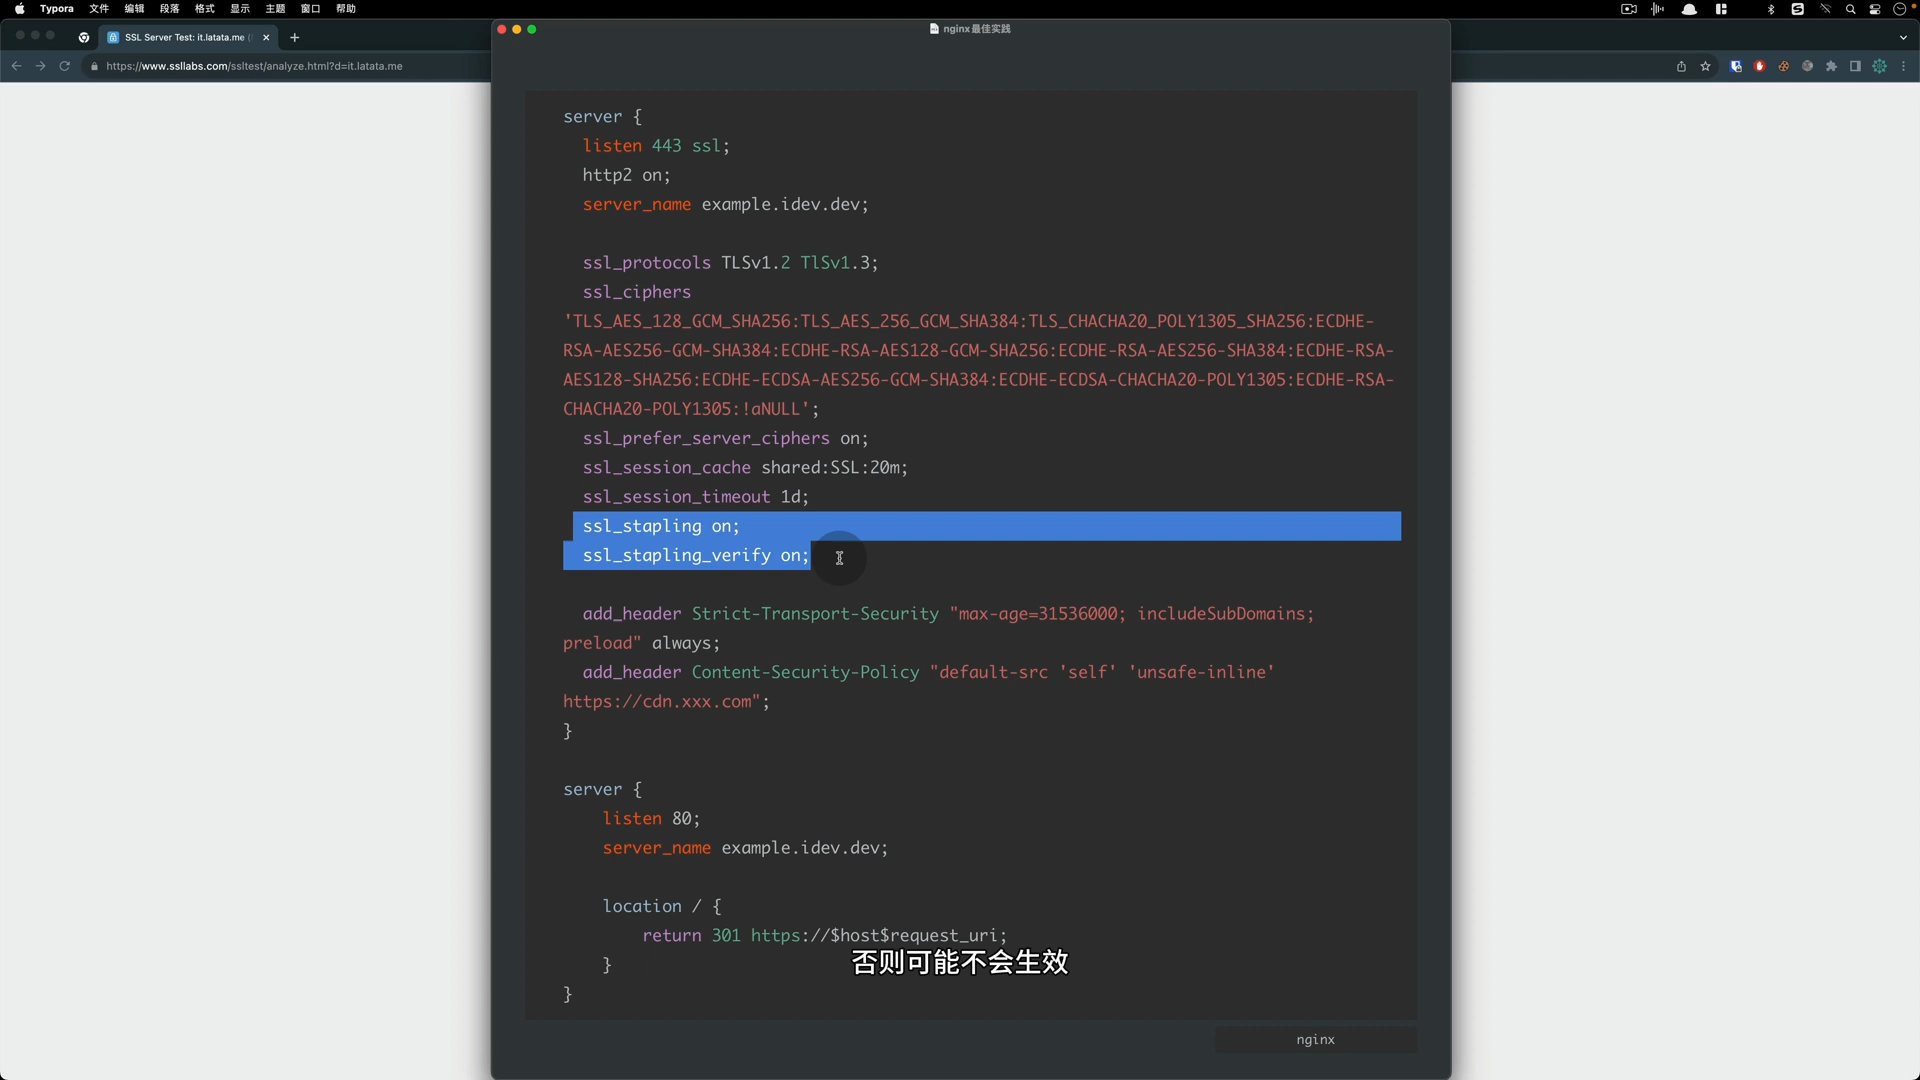 Typora 文件 编辑 段落 格式 显示 主题 窗口 帮助
SSL Server Test: it.latata.me (
nginx最佳实践
https://www.ssllabs.com/ssltest/analyze.html?d=it.latata.me
server {
listen 443 ssl;
http2 on;
server_name example.idev.dev;
ssl_protocols TLSv1.2 TlSv1.3;
ssl_ciphers
'TLS_AES_128_GCM_SHA256:TLS_AES_256_GCM_SHA384:TLS_CHACHA20_POLY1305_SHA256:ECDHE-
RSA-AES256-GCM-SHA384:ECDHE-RSA-AES128-GCM-SHA256:ECDHE-RSA-AES256-SHA384:ECDHE-RSA-
AES128-SHA256:ECDHE-ECDSA-AES256-GCM-SHA384:ECDHE-ECDSA-CHACHA20-POLY1305:ECDHE-RSA-
CHACHA20-POLY1305:!aNULL';
ssl_prefer_server_ciphers on;
ssl_session_cache shared:SSL:20m;
ssl_session_timeout 1d;
ssl_stapling on;
ssl_stapling_verify on;
add_header Strict-Transport-Security "max-age=31536000; includeSubDomains;
preload" always;
add_header Content-Security-Policy "default-src 'self' 'unsafe-inline'
https://cdn.xxx.com";
}
server {
listen 80;
server_name example.idev.dev;
location / {
return 301 https://$host$request_uri;
}
否则可能不会生效
}
nginx